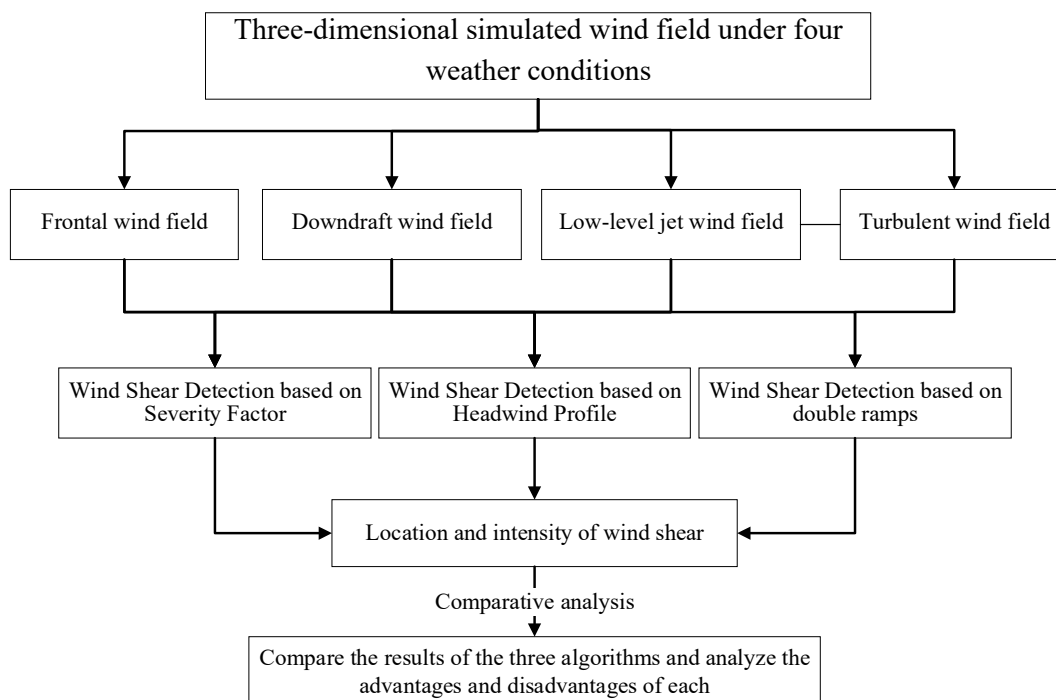 Three-dimensional simulated wind field under four
weather conditions
Frontal wind field
Downdraft wind field
Low-level jet wind field
Turbulent wind field
Wind Shear Detection based on
Severity Factor
Wind Shear Detection based on
Headwind Profile
Wind Shear Detection based on
double ramps
Location and intensity of wind shear
Comparative analysis
Compare the results of the three algorithms and analyze the
advantages and disadvantages of each